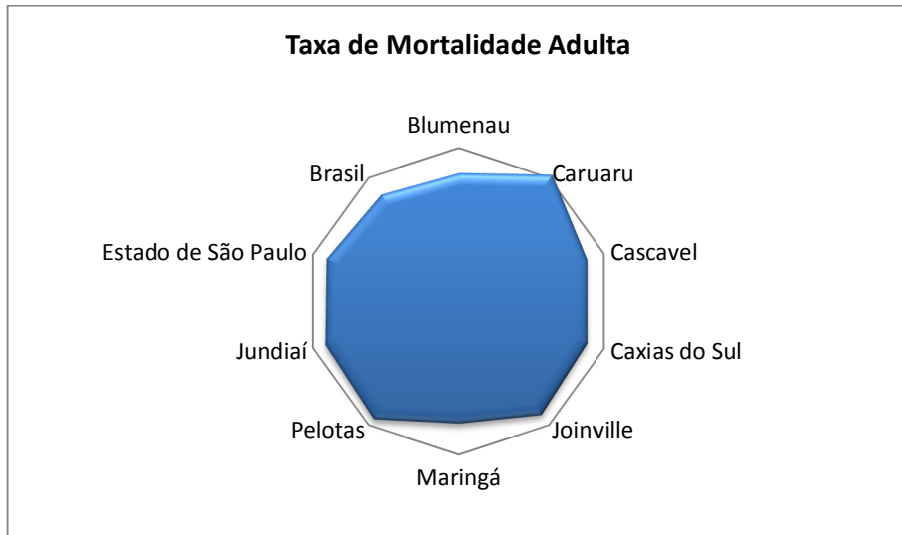 Taxa de Mortalidade Adulta
Blumenau
Brasil
Caruaru
Estado de São Paulo
Cascavel
Jundiaí
Caxias do Sul
Pelotas
Joinville
Maringá